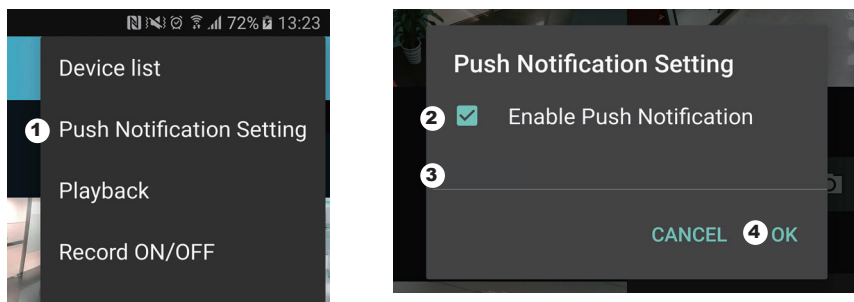 72% 13:23
Device list
1 Push Notification Setting
Playback
Record ON/OFF
Push Notification Setting
2 Enable Push Notification
3
CANCEL 4 OK